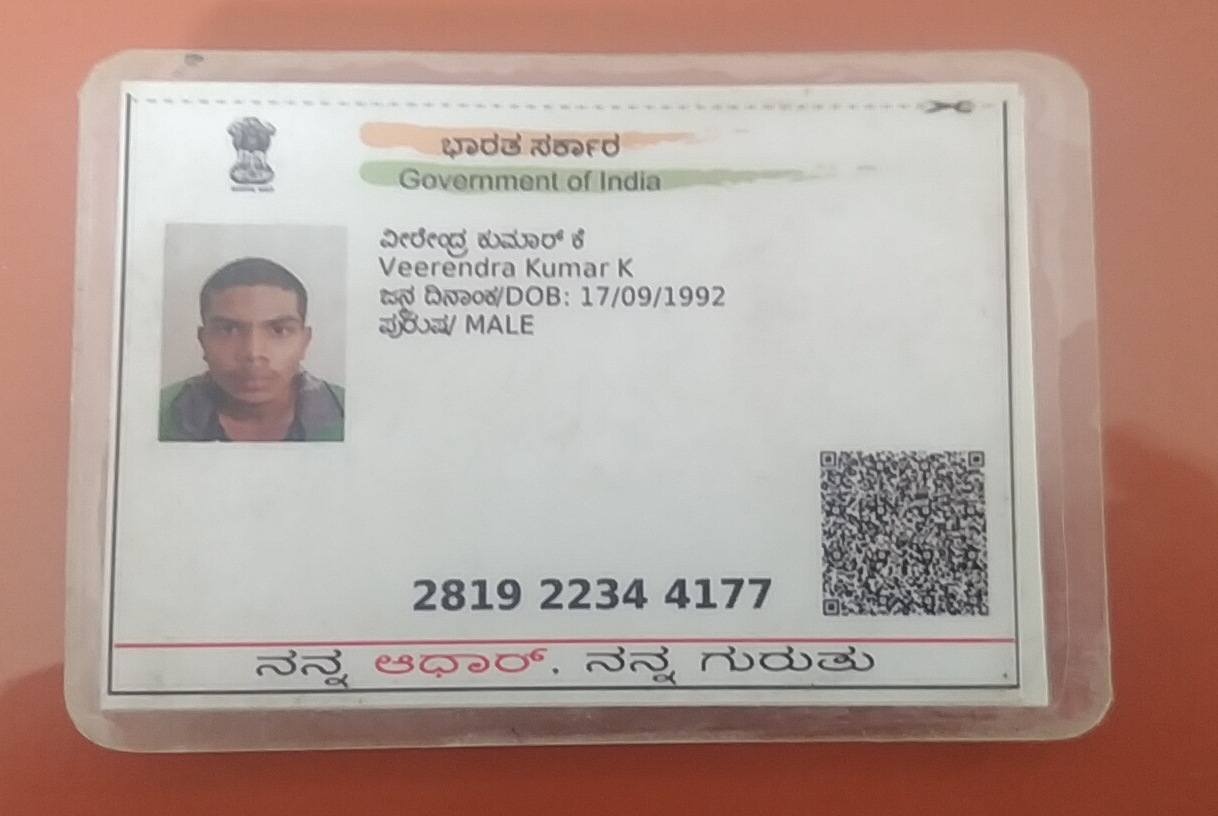 ಭಾರತ ಸರ್ಕಾರ
Government of India
ವೀರೇಂದ್ರ ಕುಮಾರ್ ಕೆ
Veerendra Kumar K
ಜನ್ಮ ದಿನಾಂಕ/DOB: 17/09/1992
ಪುರುಷ/ MALE
2819 2234 4177
ನನ್ನ ಆಧಾರ್, ನನ್ನ ಗುರುತು